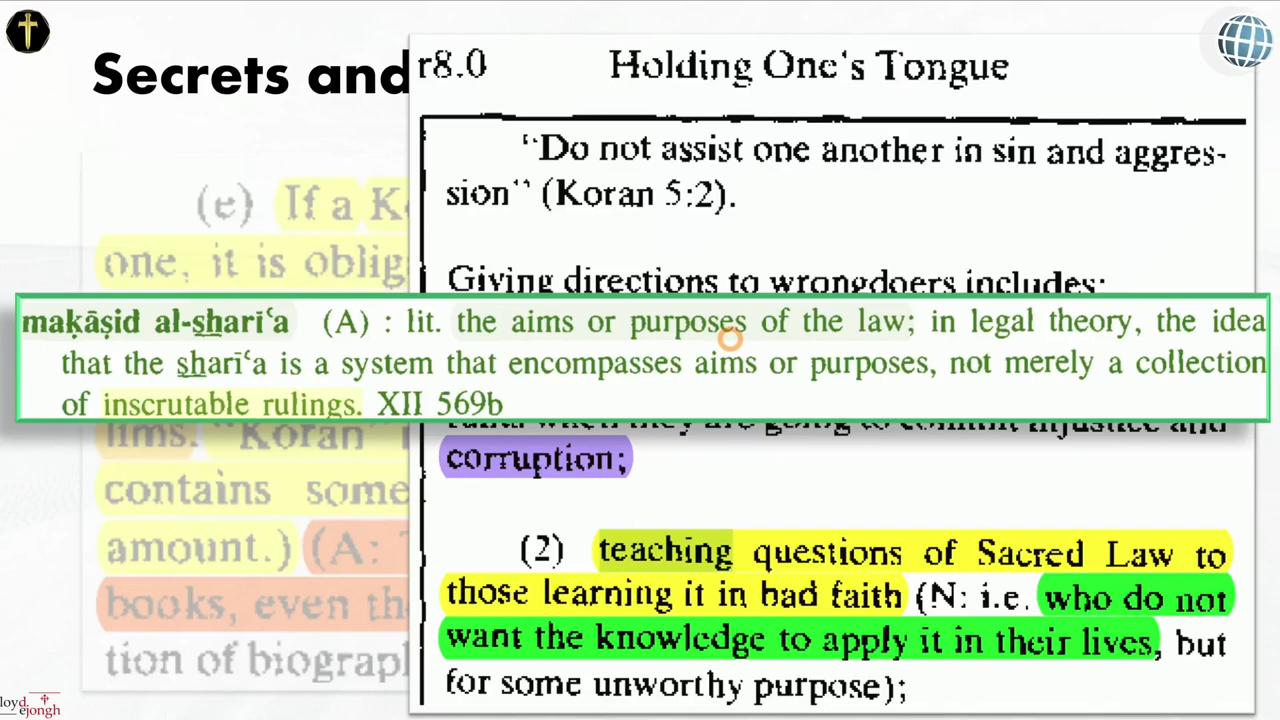 Secrets and
r8.0 Holding One's Tongue
"Do not assist one another in sin and aggres-
sion" (Koran 5:2).
Giving directions to wrongdoers includes:
(e) If a
one, it is
maḳāṣid al-sharīʿa (A) : lit. the aims or purposes of the law; in legal theory, the idea
that the sharīʿa is a system that encompasses aims or purposes, not merely a collection
of inscrutable rulings. XII 569b
corruption;
(2) teaching questions of Sacred Law to
those learning it in bad faith (N: i.e. who do not
want the knowledge to apply it in their lives, but
for some unworthy purpose);
lims. "Koran"
contains some
amount.) (A:
books, even
tion of
loyd
ejongh